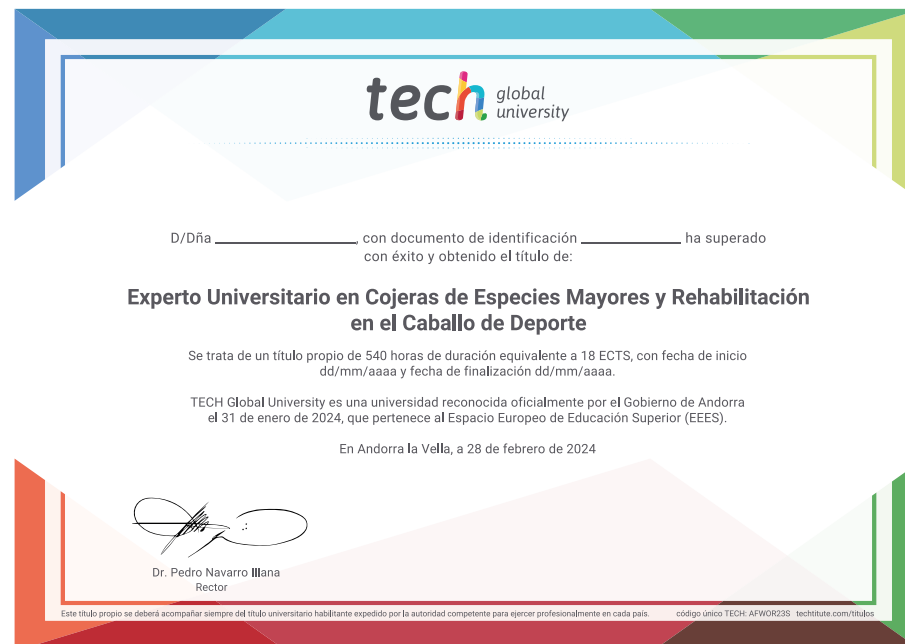 tech global
university
D/Dña ____________________, con documento de identificación ______________ ha superado
con éxito y obtenido el título de:
Experto Universitario en Cojeras de Especies Mayores y Rehabilitación
en el Caballo de Deporte
Se trata de un título propio de 540 horas de duración equivalente a 18 ECTS, con fecha de inicio
dd/mm/aaaa y fecha de finalización dd/mm/aaaa.
TECH Global University es una universidad reconocida oficialmente por el Gobierno de Andorra
el 31 de enero de 2024, que pertenece al Espacio Europeo de Educación Superior (EEES).
En Andorra la Vella, a 28 de febrero de 2024
Dr. Pedro Navarro Illana
Rector
Este título propio se deberá acompañar siempre del título universitario habilitante expedido por la autoridad competente para ejercer profesionalmente en cada país. código único TECH: AFWOR23S techtitute.com/titulos